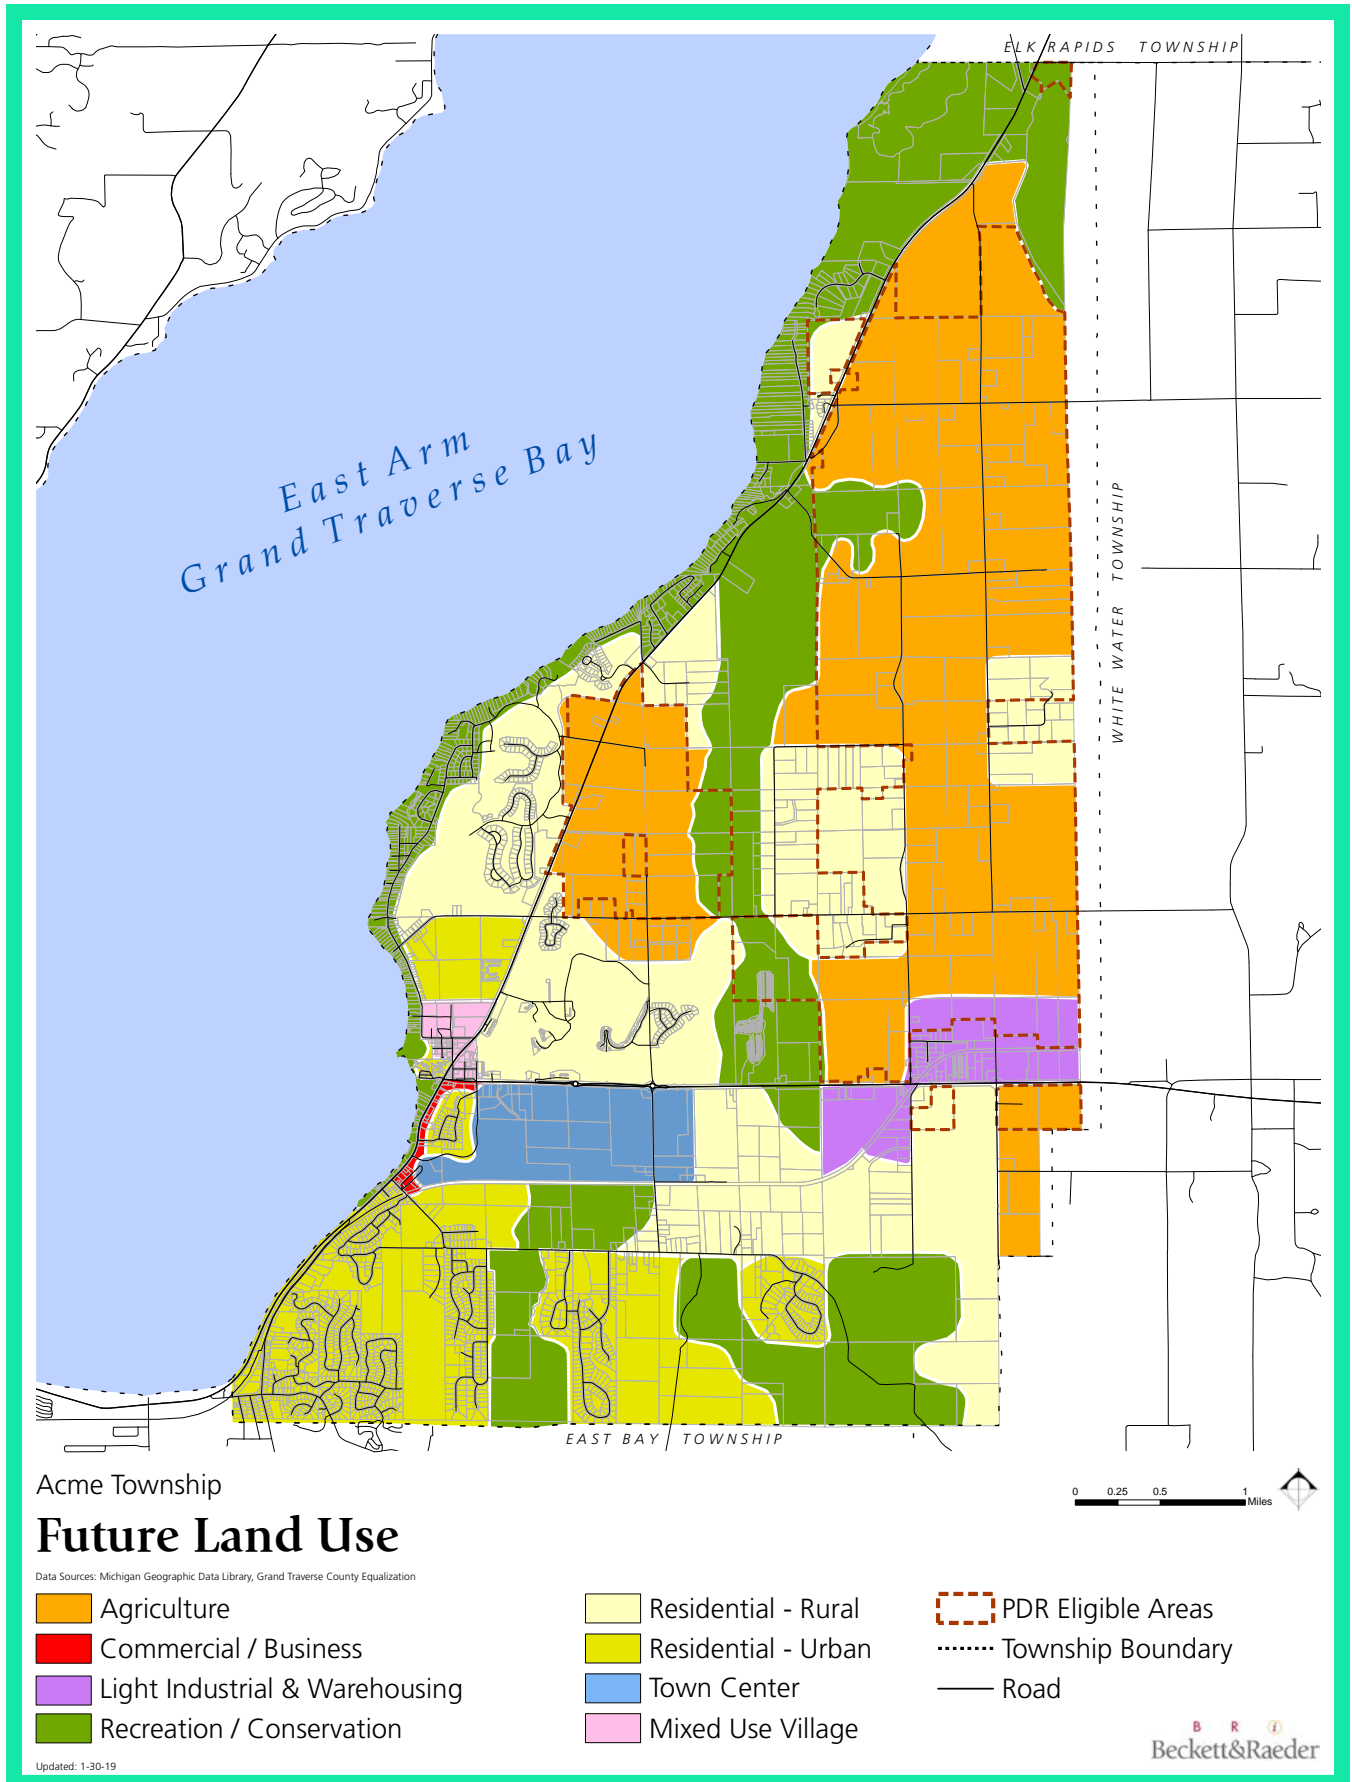 ELK RAPIDS TOWNSHIP
East Arm
Grand Traverse Bay
WHITE WATER TOWNSHIP
EAST BAY TOWNSHIP
Acme Township
Future Land Use
Data Sources: Michigan Geographic Data Library, Grand Traverse County Equalization
0 0.25 0.5 1
Miles
Agriculture
Commercial / Business
Light Industrial & Warehousing
Recreation / Conservation
Residential - Rural
Residential - Urban
Town Center
Mixed Use Village
PDR Eligible Areas
Township Boundary
Road
B R i
Beckett&Raeder
Updated: 1-30-19